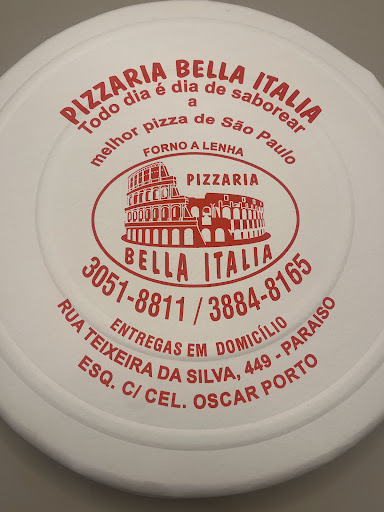 PIZZARIA BELLA ITALIA
Todo dia é dia de saborear
a
melhor pizza de São Paulo
FORNO A LENHA
PIZZARIA
BELLA ITALIA
3051-8811 / 3884-8165
ENTREGAS EM DOMICÍLIO
RUA TEIXEIRA DA SILVA, 449 - PARAISO
ESQ. C/ CEL. OSCAR PORTO